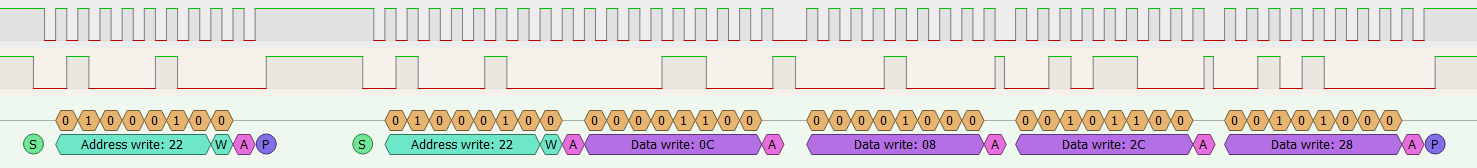 0 1 0 0 0 1 0 0 0 1 0 0 0 1 0 0 0 0 0 0 1 1 0 0 0 0 0 0 1 0 0 0 0 0 1 0 1 1 0 0 0 0 1 0 1 0 0 0
S Address write: 22 W A P S Address write: 22 W A Data write: 0C A Data write: 08 A Data write: 2C A Data write: 28 A P